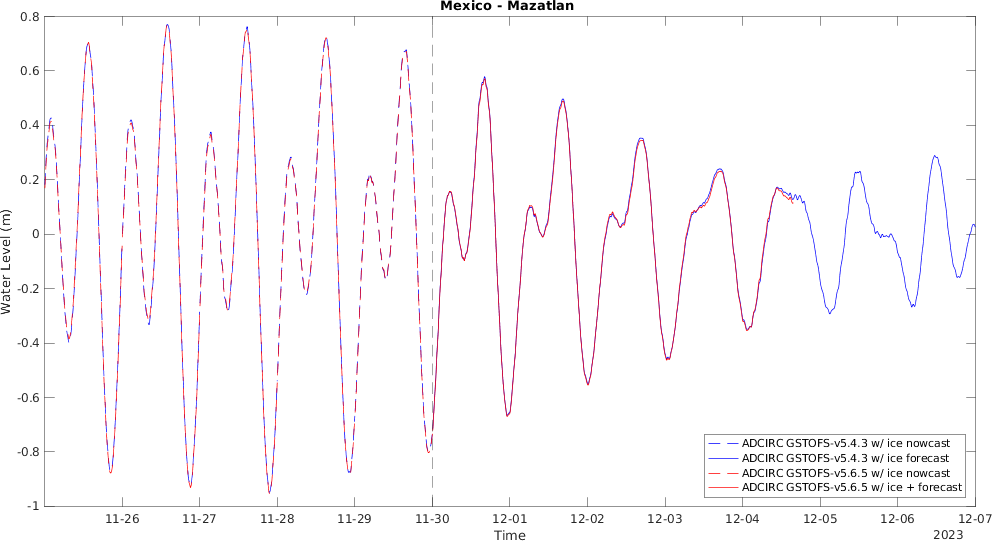 Mexico - Mazatlan
0.8
0.6
0.4
0.2
0
-0.2
-0.4
-0.6
-0.8
-1
Water Level (m)
ADCIRC GSTOFS-v5.4.3 w/ ice nowcast
ADCIRC GSTOFS-v5.4.3 w/ ice forecast
ADCIRC GSTOFS-v5.6.5 w/ ice nowcast
ADCIRC GSTOFS-v5.6.5 w/ ice + forecast
11-26 11-27 11-28 11-29 11-30 12-01 12-02 12-03 12-04 12-05 12-06 12-07
Time
2023